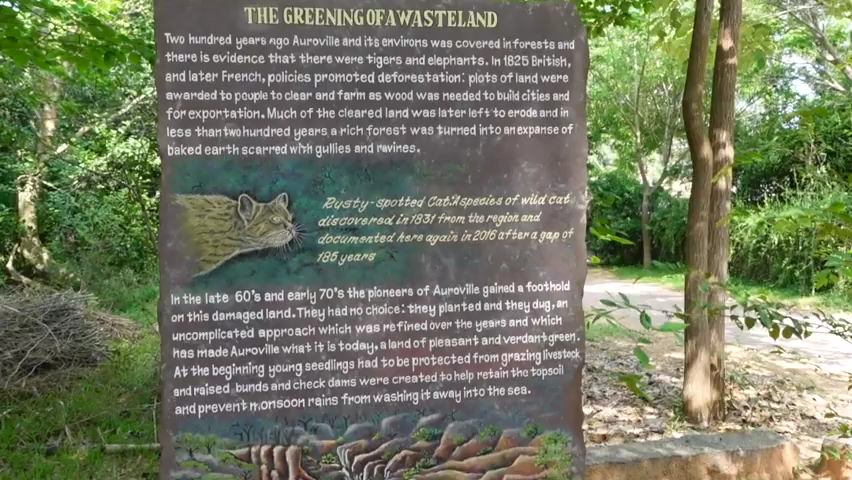 THE GREENING OF A WASTELAND
Two hundred years ago Auroville and its environs was covered in forests and
there is evidence that there were tigers and elephants. In 1825 British,
and later French, policies promoted deforestation: plots of land were
awarded to people to clear and farm as wood was needed to build cities and
for exportation. Much of the cleared land was later left to erode and in
less than two hundred years a rich forest was turned into an expanse of
baked earth scarred with gullies and ravines.
Rusty-spotted Cat: A species of wild cat
discovered in 1831 from the region and
documented here again in 2016 after a gap of
185 years
In the late 60's and early 70's the pioneers of Auroville gained a foothold
on this damaged land. They had no choice: they planted and they dug, an
uncomplicated approach which was refined over the years and which
has made Auroville what it is today, a land of pleasant and verdant green.
At the beginning young seedlings had to be protected from grazing livestock
and raised bunds and check dams were created to help retain the topsoil
and prevent monsoon rains from washing it away into the sea.